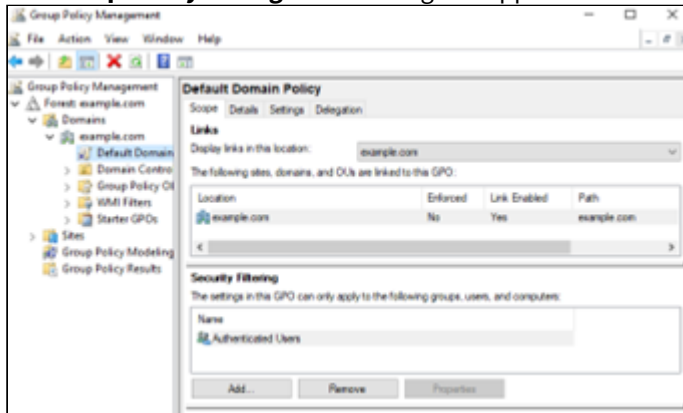 Group Policy Management
File Action View Window Help
Group Policy Management
Forest: example.com
Domains
example.com
Default Domain
Domain Contro
Group Policy Ob
WMI Filters
Starter GPOs
Sites
Group Policy Modeling
Group Policy Results
Default Domain Policy
Scope Details Settings Delegation
Links
Display links in this location: example.com
The following sites, domains, and OUs are linked to this GPO:
Location Enforced Link Enabled Path
example.com No Yes example.com
Security Filtering
The settings in this GPO can only apply to the following groups, users, and computers:
Name
Authenticated Users
Add... Remove Properties